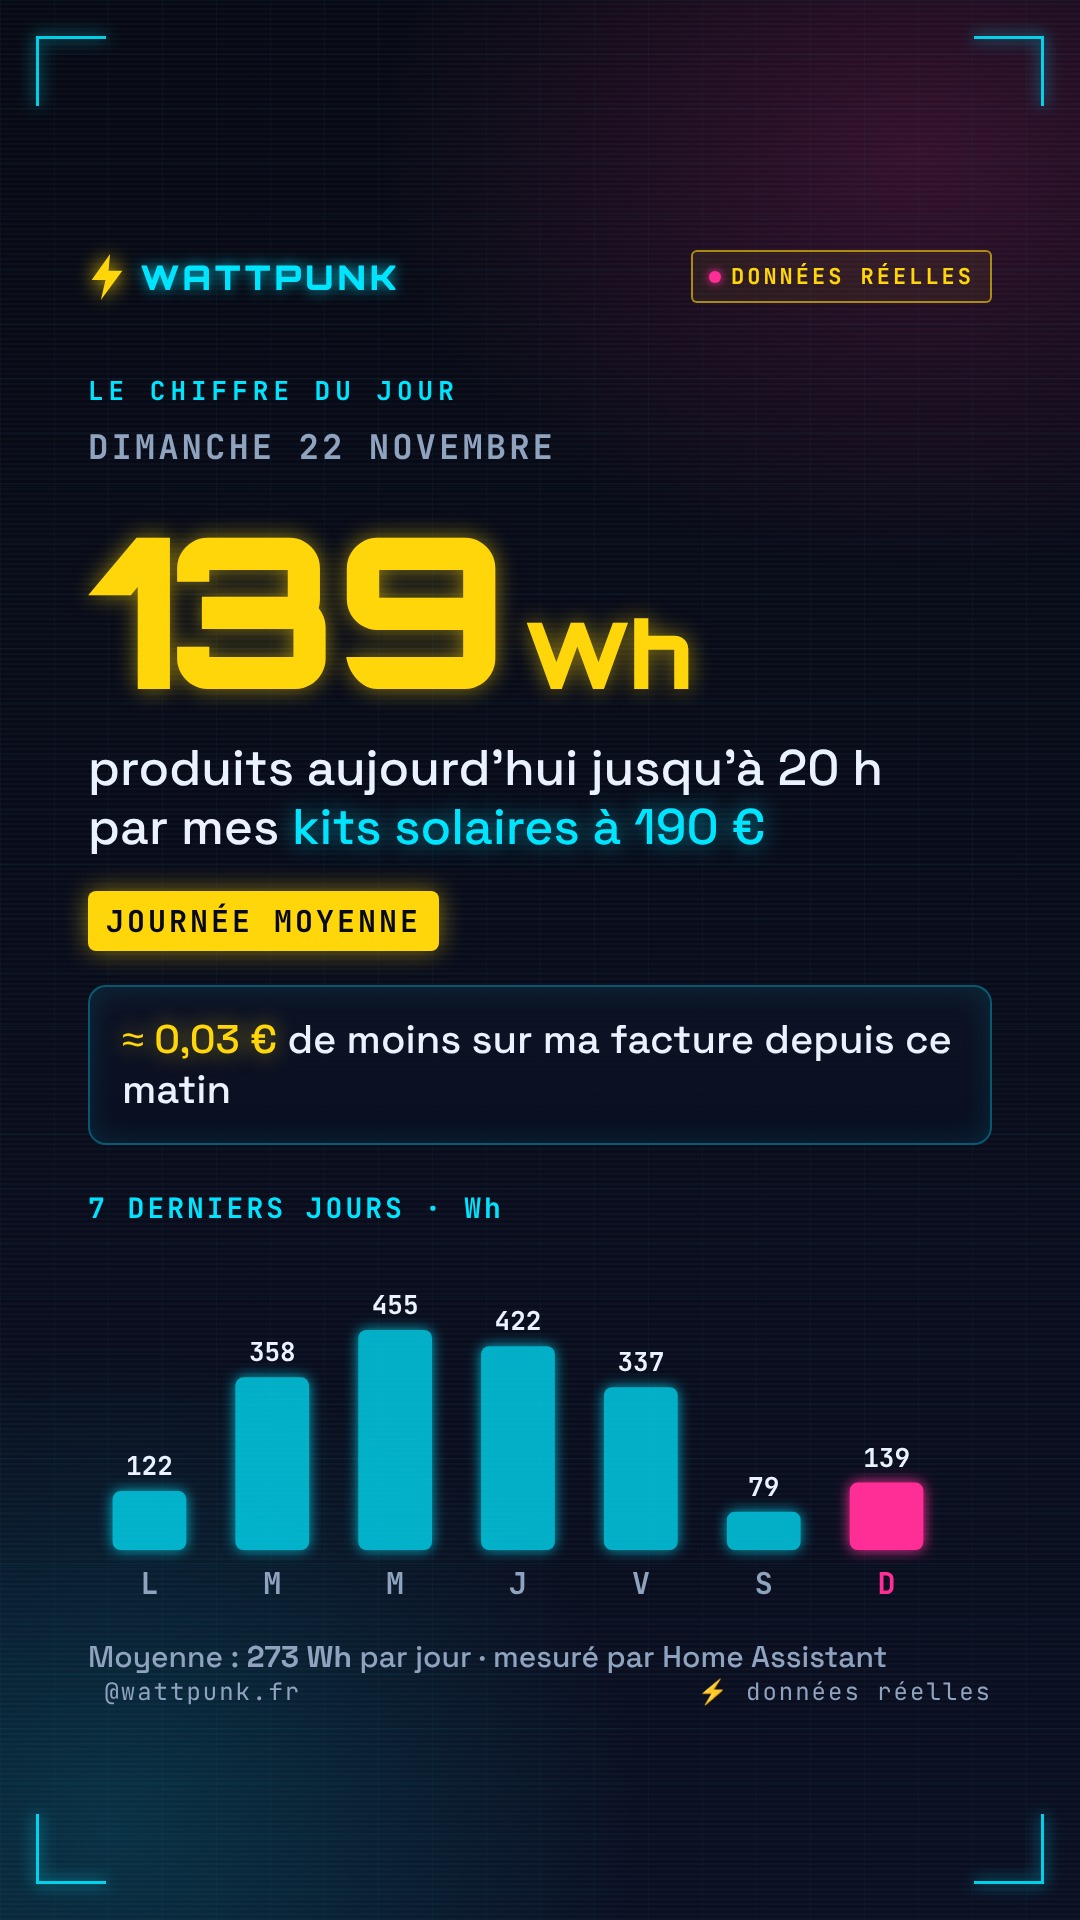 ⚡ WATTPUNK
DONNÉES RÉELLES
LE CHIFFRE DU JOUR
DIMANCHE 22 NOVEMBRE
139 Wh
produits aujourd’hui jusqu’à 20 h
par mes kits solaires à 190 €
JOURNÉE MOYENNE
≈ 0,03 € de moins sur ma facture depuis ce
matin
7 DERNIERS JOURS · Wh
122 358 455 422 337 79 139
L M M J V S D
Moyenne : 273 Wh par jour · mesuré par Home Assistant
@wattpunk.fr
⚡ données réelles